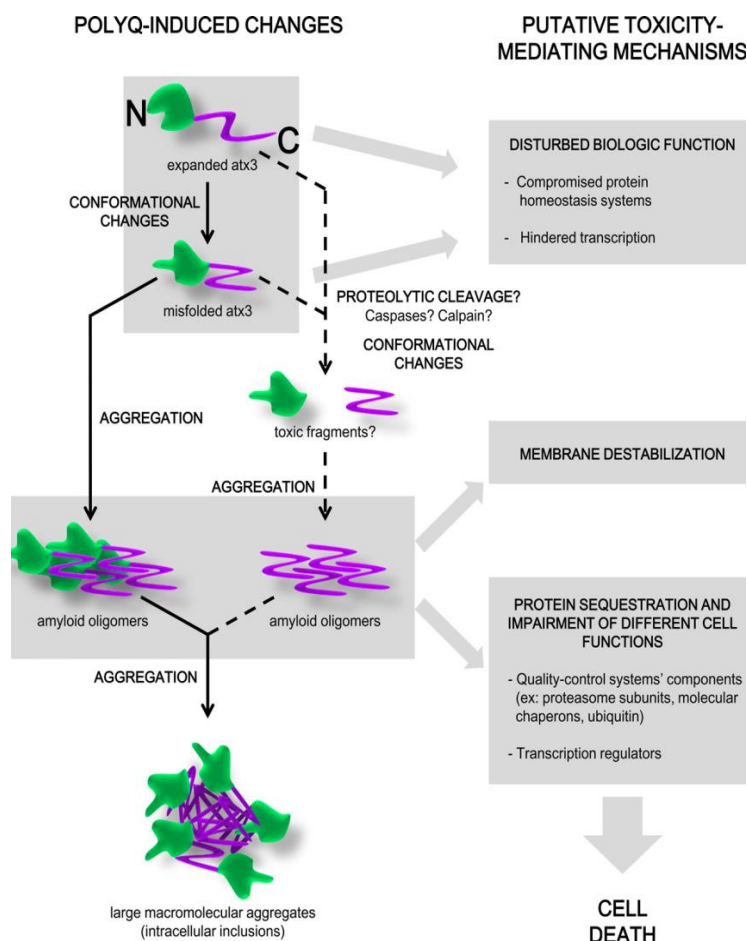 POLYQ-INDUCED CHANGES
PUTATIVE TOXICITY-
MEDIATING MECHANISMS
N
C
expanded atx3
CONFORMATIONAL
CHANGES
misfolded atx3
PROTEOLYTIC CLEAVAGE?
Caspases? Calpain?
CONFORMATIONAL
CHANGES
AGGREGATION
toxic fragments?
AGGREGATION
amyloid oligomers
amyloid oligomers
AGGREGATION
large macromolecular aggregates
(intracellular inclusions)
DISTURBED BIOLOGIC FUNCTION
- Compromised protein
homeostasis systems
- Hindered transcription
MEMBRANE DESTABILIZATION
PROTEIN SEQUESTRATION AND
IMPAIRMENT OF DIFFERENT CELL
FUNCTIONS
- Quality-control systems' components
(ex: proteasome subunits, molecular
chaperons, ubiquitin)
- Transcription regulators
CELL
DEATH